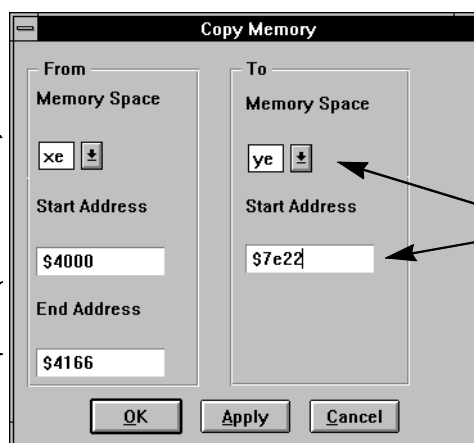 Copy Memory
From
Memory Space
xe
Start Address
$4000
End Address
$4166
To
Memory Space
ye
Start Address
$7e22
OK
Apply
Cancel